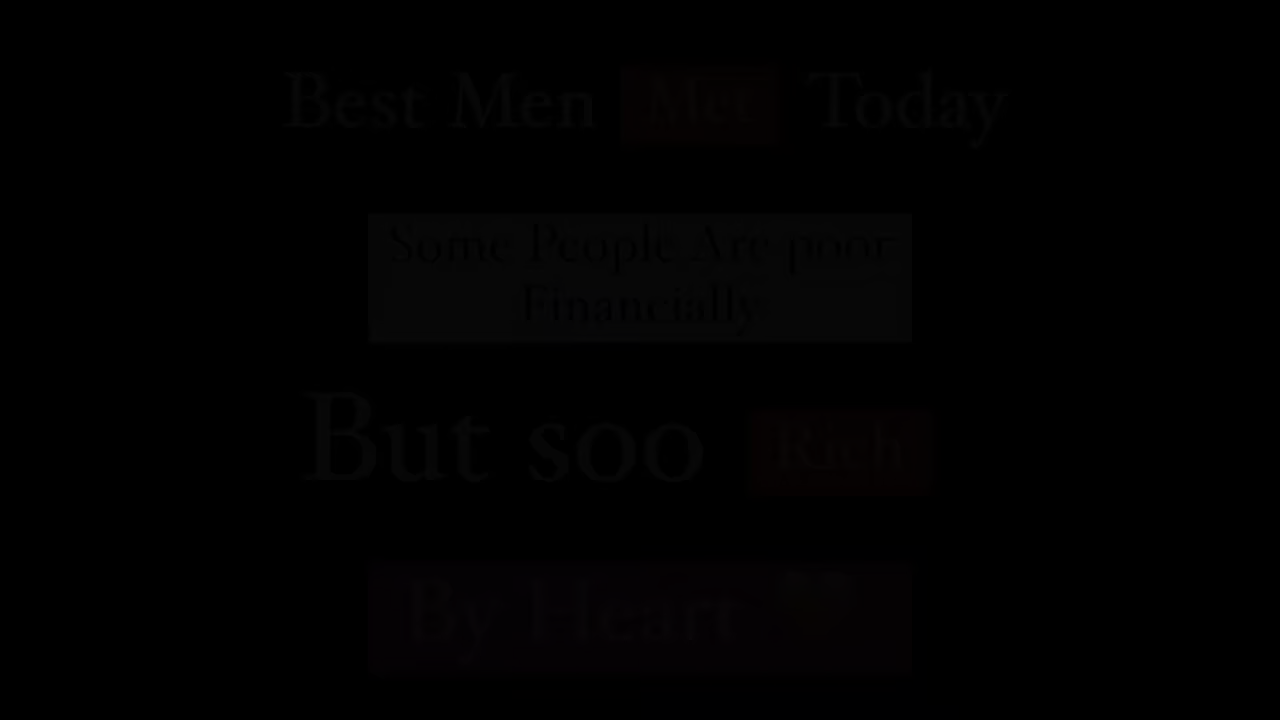 Best Men Met Today
Some People Are poor
Financially
But soo Rich
By Heart